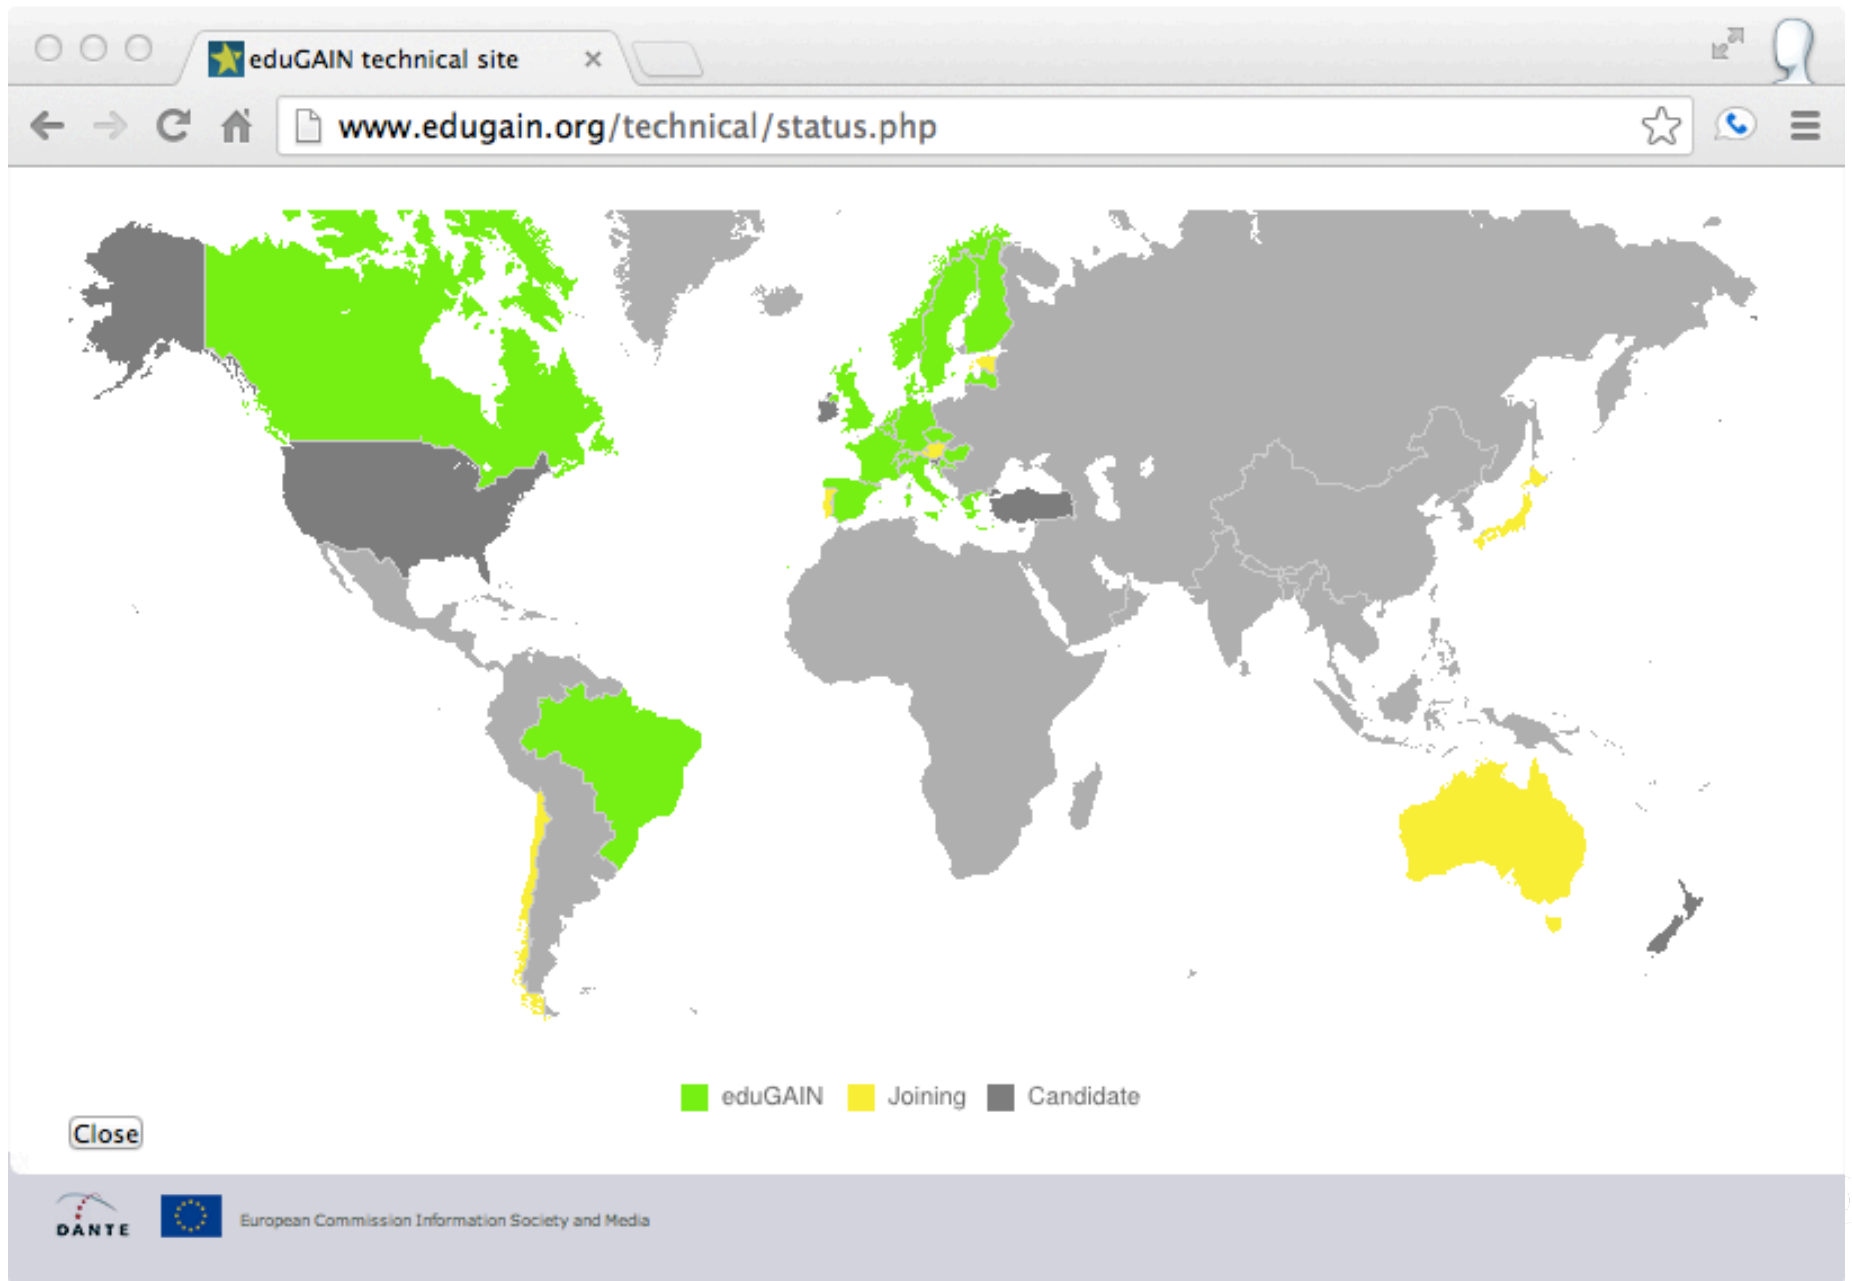 eduGAIN technical site
www.edugain.org/technical/status.php
eduGAIN Joining Candidate
Close
DANTE
European Commission Information Society and Media